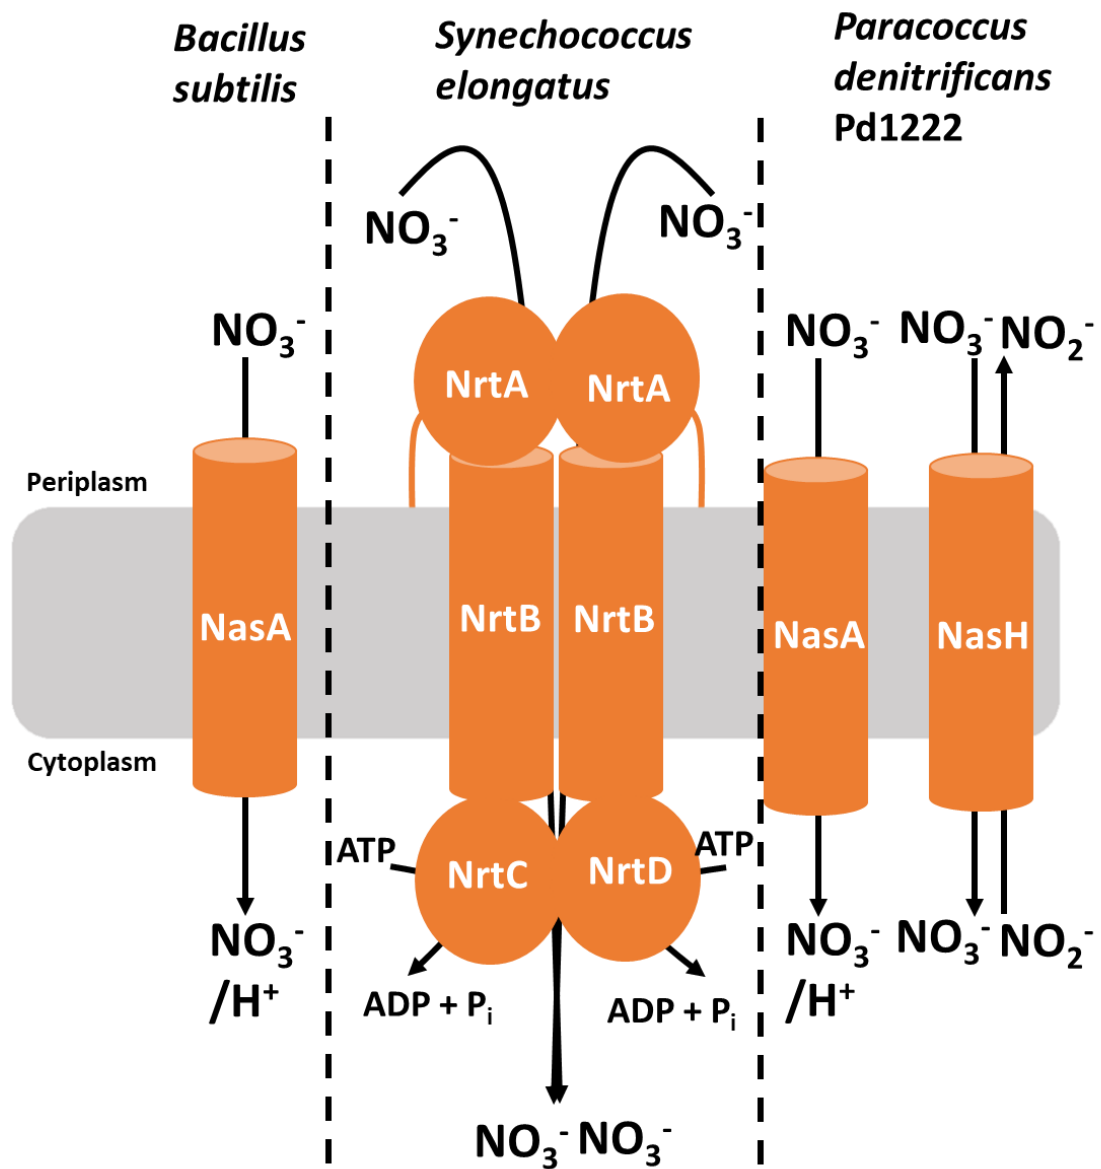 Bacillus
subtilis
Synechococcus
elongatus
Paracoccus
denitrificans
Pd1222
NO₃⁻
NO₃⁻
NO₃⁻
NO₃⁻
NO₃⁻
NO₂⁻
NrtA
NrtA
Periplasm
NasA
NrtB
NrtB
NasA
NasH
Cytoplasm
ATP
NrtC
NrtD
ATP
NO₃⁻
/H⁺
ADP + Pᵢ
ADP + Pᵢ
NO₃⁻
/H⁺
NO₃⁻
NO₂⁻
NO₃⁻ NO₃⁻